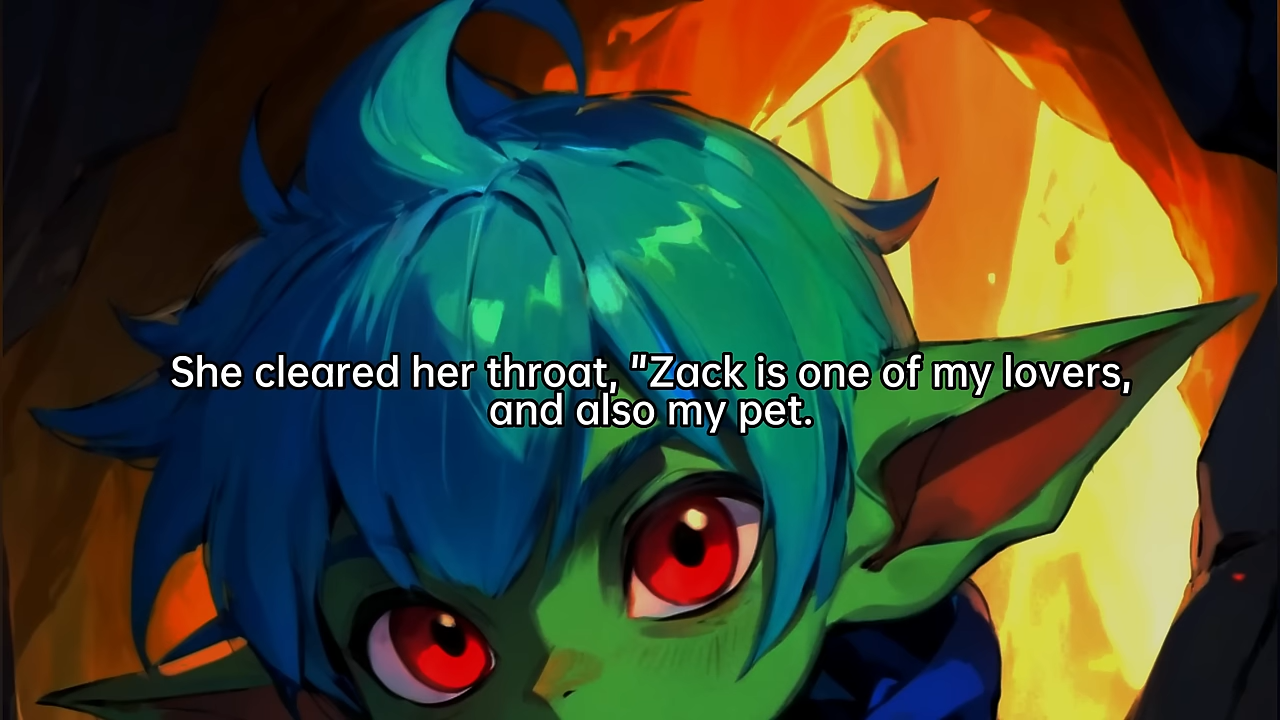 She cleared her throat, "Zack is one of my lovers,
and also my pet.